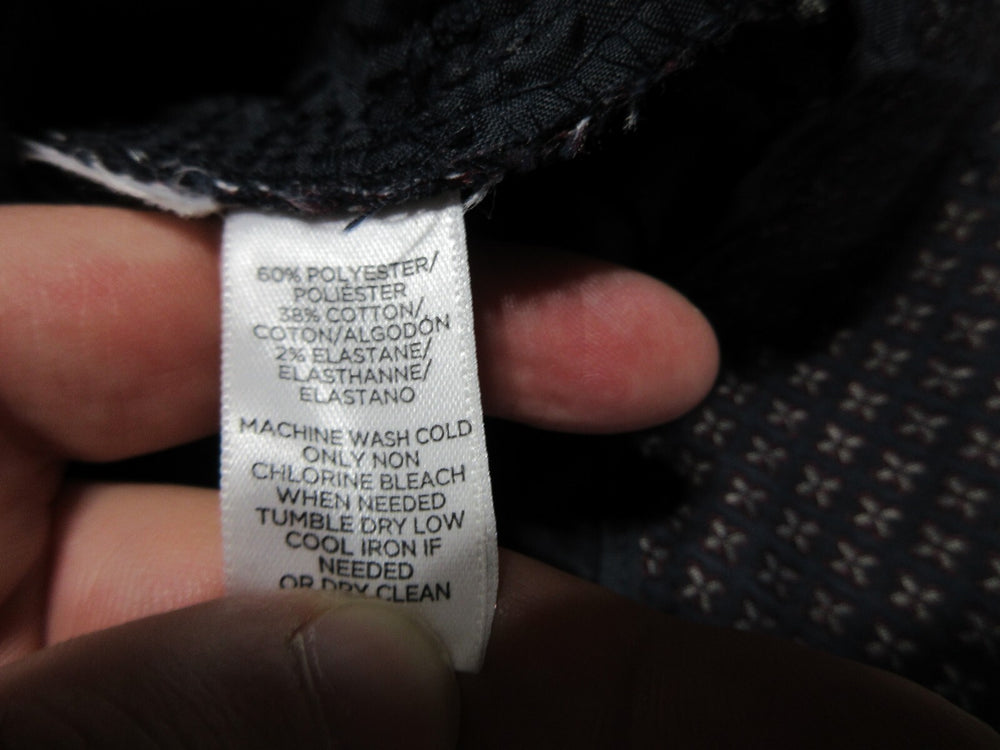 60% POLYESTER/
POLIÉSTER
38% COTTON/
COTON/ALGODÓN
2% ELASTANE/
ELASTHANNE/
ELASTANO
MACHINE WASH COLD
ONLY NON
CHLORINE BLEACH
WHEN NEEDED
TUMBLE DRY LOW
COOL IRON IF
NEEDED
OR DRY CLEAN